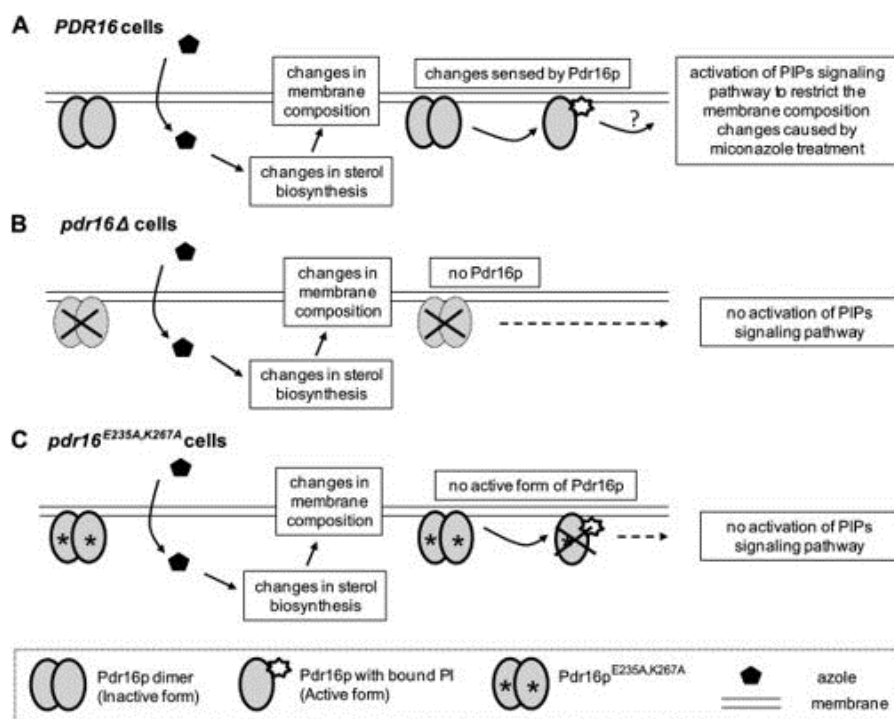 A PDR16 cells
changes in
membrane
composition
changes sensed by Pdr16p
activation of PIPs signaling
pathway to restrict the
membrane composition
changes caused by
miconazole treatment
?
changes in sterol
biosynthesis
B pdr16Δ cells
changes in
membrane
composition
no Pdr16p
no activation of PIPs
signaling pathway
changes in sterol
biosynthesis
C pdr16E235A,K267A cells
changes in
membrane
composition
no active form of Pdr16p
* *
* *
*
no activation of PIPs
signaling pathway
changes in sterol
biosynthesis
Pdr16p dimer
(Inactive form)
Pdr16p with bound PI
(Active form)
* *
Pdr16pE235A,K267A
azole
membrane